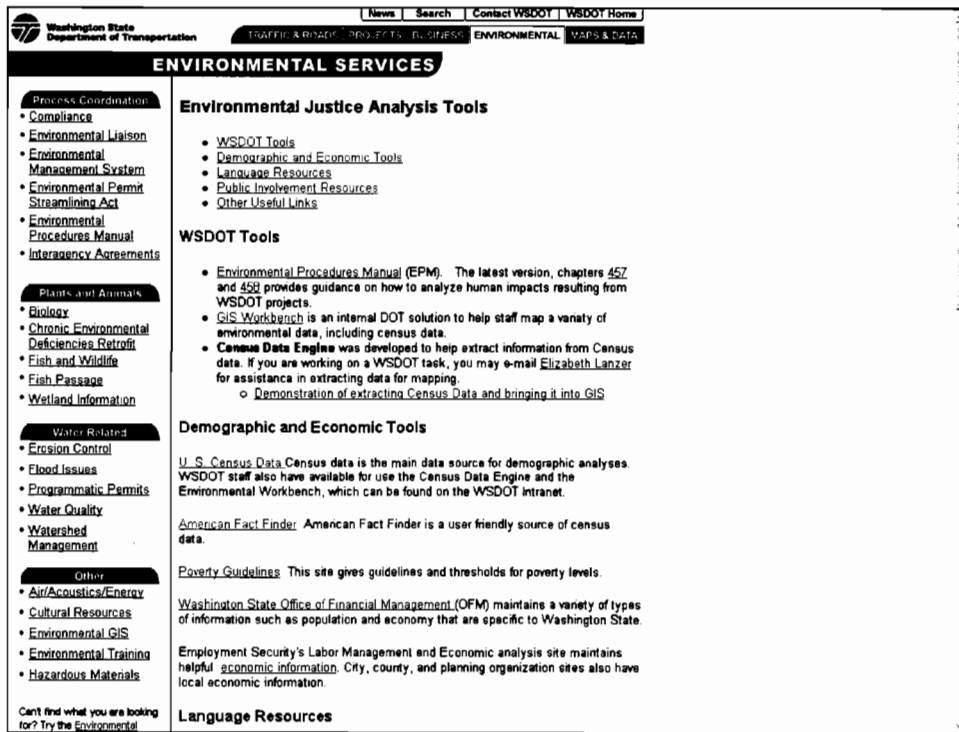 News Search Contact WSDOT WSDOT Home
Washington State
Department of Transportation
TRAFFIC & ROADS PROJECTS BUSINESS ENVIRONMENTAL MAPS & DATA
ENVIRONMENTAL SERVICES
Process Coordination
• Compliance
• Environmental Liaison
• Environmental
Management System
• Environmental Permit
Streamlining Act
• Environmental
Procedures Manual
• Interagency Agreements
Plants and Animals
• Biology
• Chronic Environmental
Deficiencies Retrofit
• Fish and Wildlife
• Fish Passage
• Wetland Information
Water Related
• Erosion Control
• Flood Issues
• Programmatic Permits
• Water Quality
• Watershed
Management
Other
• Air/Acoustics/Energy
• Cultural Resources
• Environmental GIS
• Environmental Training
• Hazardous Materials
Can't find what you are looking
for? Try the Environmental
Environmental Justice Analysis Tools
• WSDOT Tools
• Demographic and Economic Tools
• Language Resources
• Public Involvement Resources
• Other Useful Links
WSDOT Tools
• Environmental Procedures Manual (EPM). The latest version, chapters 457
and 458 provides guidance on how to analyze human impacts resulting from
WSDOT projects.
• GIS Workbench is an internal DOT solution to help staff map a variety of
environmental data, including census data.
• Census Data Engine was developed to help extract information from Census
data. If you are working on a WSDOT task, you may e-mail Elizabeth Lanzer
for assistance in extracting data for mapping.
o Demonstration of extracting Census Data and bringing it into GIS
Demographic and Economic Tools
U. S. Census Data Census data is the main data source for demographic analyses.
WSDOT staff also have available for use the Census Data Engine and the
Environmental Workbench, which can be found on the WSDOT Intranet.
American Fact Finder American Fact Finder is a user friendly source of census
data.
Poverty Guidelines This site gives guidelines and thresholds for poverty levels.
Washington State Office of Financial Management (OFM) maintains a variety of types
of information such as population and economy that are specific to Washington State.
Employment Security's Labor Management and Economic analysis site maintains
helpful economic information. City, county, and planning organization sites also have
local economic information.
Language Resources